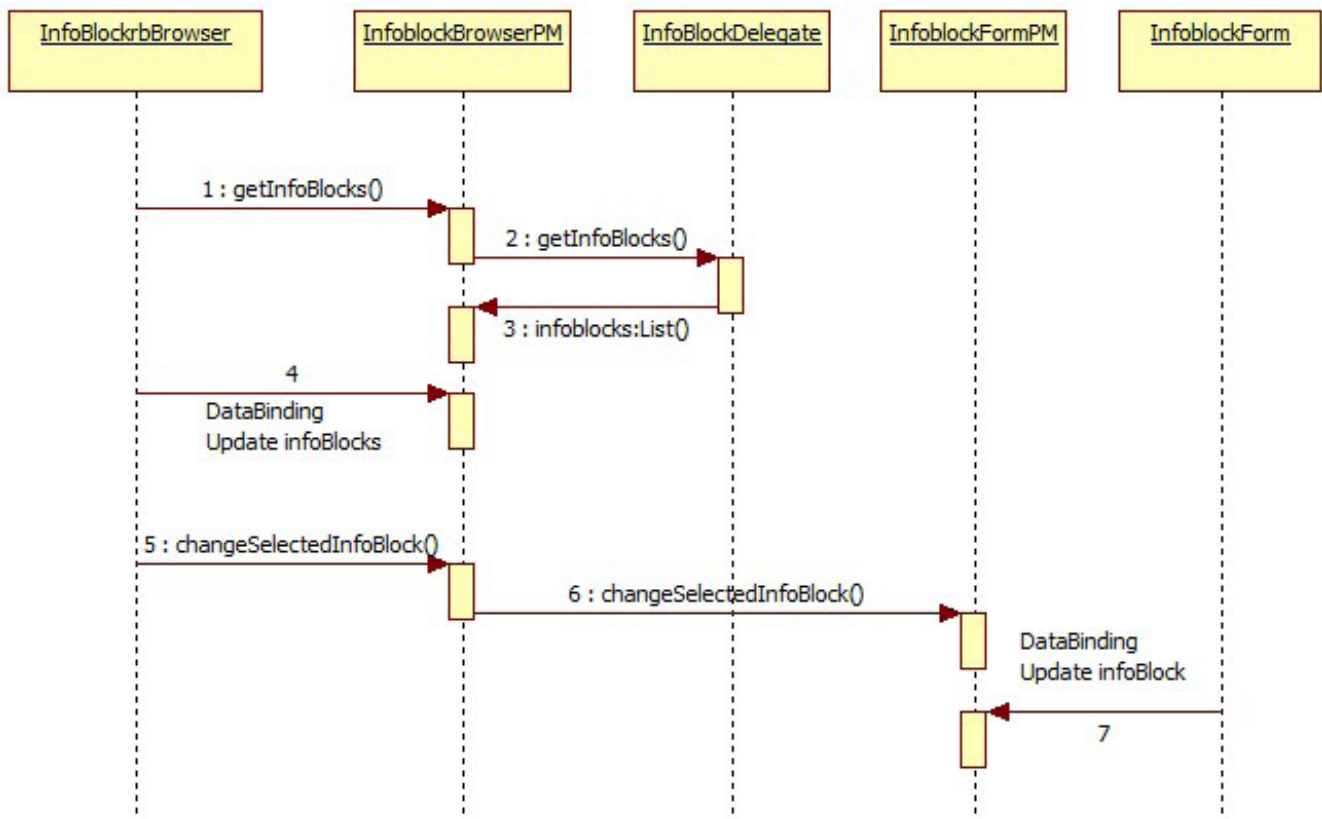 InfoBlockrbBrowser
InfoblockBrowserPM
InfoBlockDelegate
InfoblockFormPM
InfoblockForm
1 : getInfoBlocks()
2 : getInfoBlocks()
3 : infoblocks:List()
4
DataBinding
Update infoBlocks
5 : changeSelectedInfoBlock()
6 : changeSelectedInfoBlock()
DataBinding
Update infoBlock
7